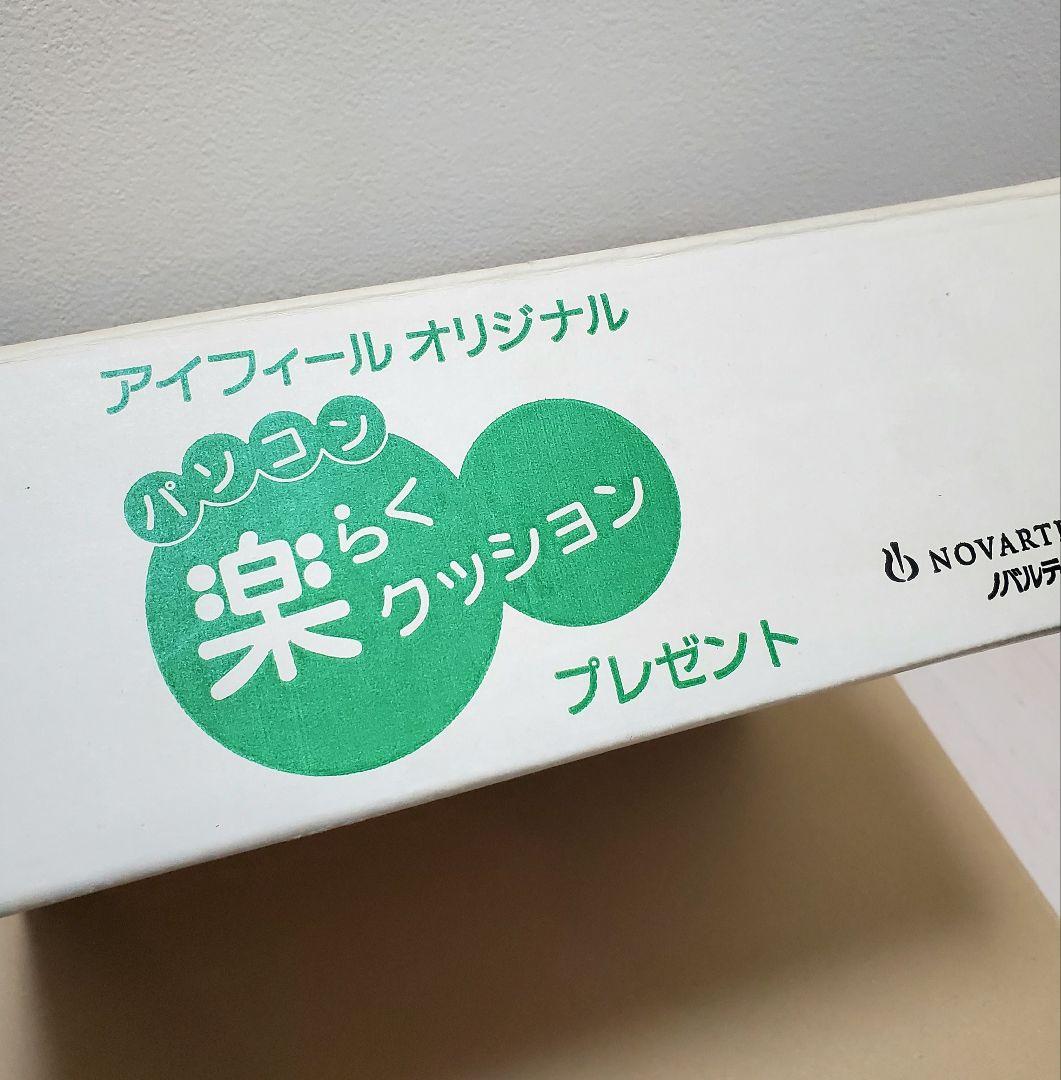 アイフィール オリジナル
パソコン
楽らく
クッション
プレゼント
NOVARTI
ノバルテ